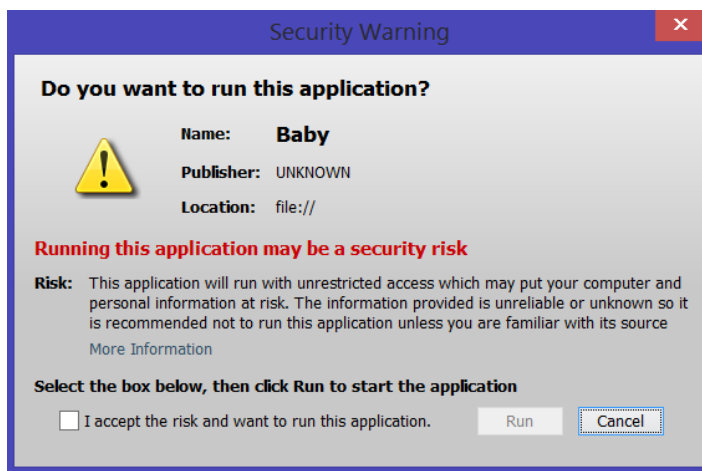 Security Warning
Do you want to run this application?
Name: Baby
Publisher: UNKNOWN
Location: file://
Running this application may be a security risk
Risk: This application will run with unrestricted access which may put your computer and
personal information at risk. The information provided is unreliable or unknown so it
is recommended not to run this application unless you are familiar with its source
More Information
Select the box below, then click Run to start the application
I accept the risk and want to run this application. Run Cancel